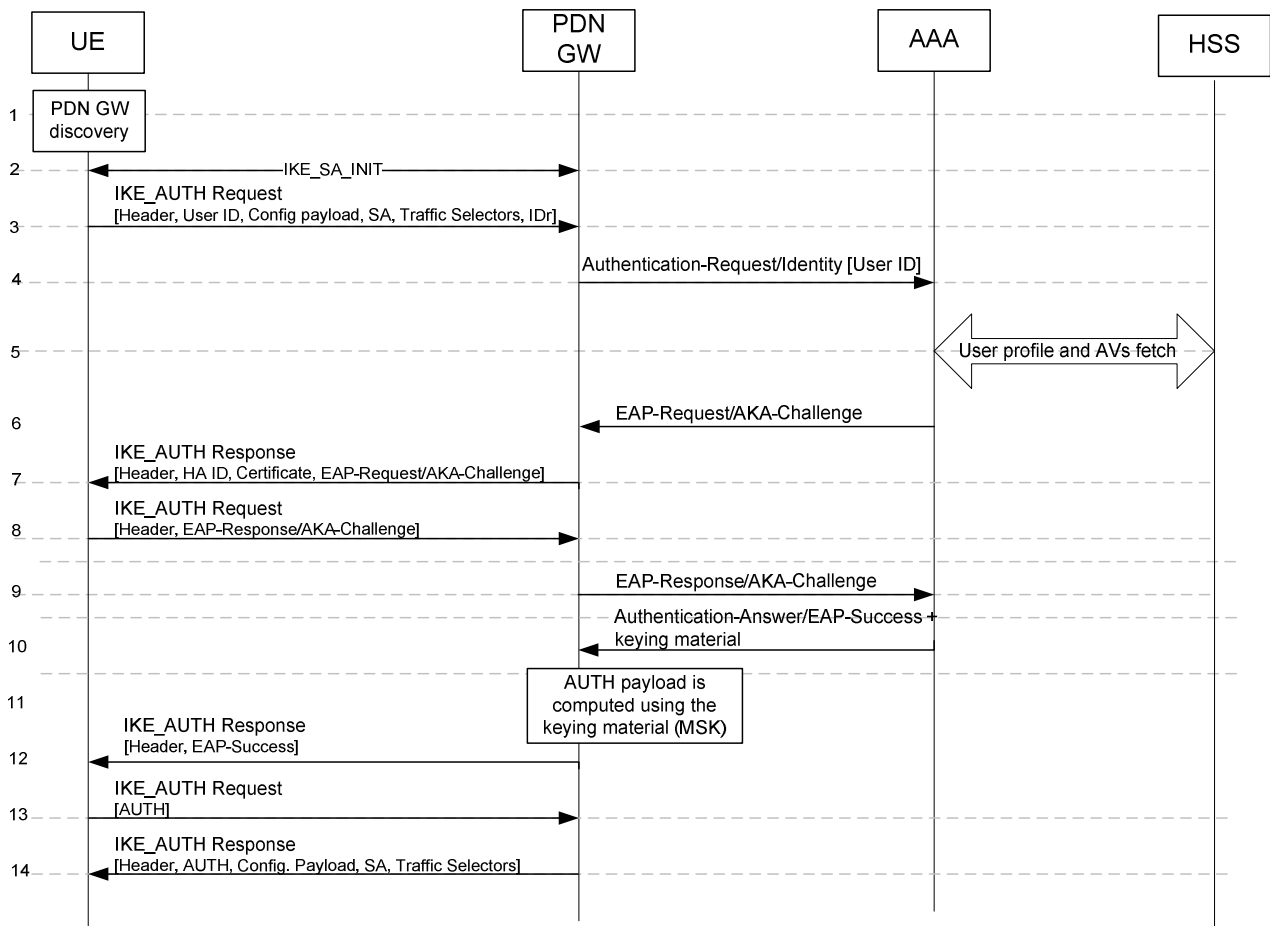 UE
PDN
GW
AAA
HSS
1
PDN GW
discovery
2
IKE_SA_INIT
IKE_AUTH Request
[Header, User ID, Config payload, SA, Traffic Selectors, IDr]
3
4
Authentication-Request/Identity [User ID]
5
User profile and AVs fetch
6
EAP-Request/AKA-Challenge
IKE_AUTH Response
[Header, HA ID, Certificate, EAP-Request/AKA-Challenge]
7
IKE_AUTH Request
[Header, EAP-Response/AKA-Challenge]
8
EAP-Response/AKA-Challenge
9
Authentication-Answer/EAP-Success +
keying material
10
AUTH payload is
computed using the
keying material (MSK)
11
IKE_AUTH Response
[Header, EAP-Success]
12
IKE_AUTH Request
[AUTH]
13
IKE_AUTH Response
[Header, AUTH, Config. Payload, SA, Traffic Selectors]
14